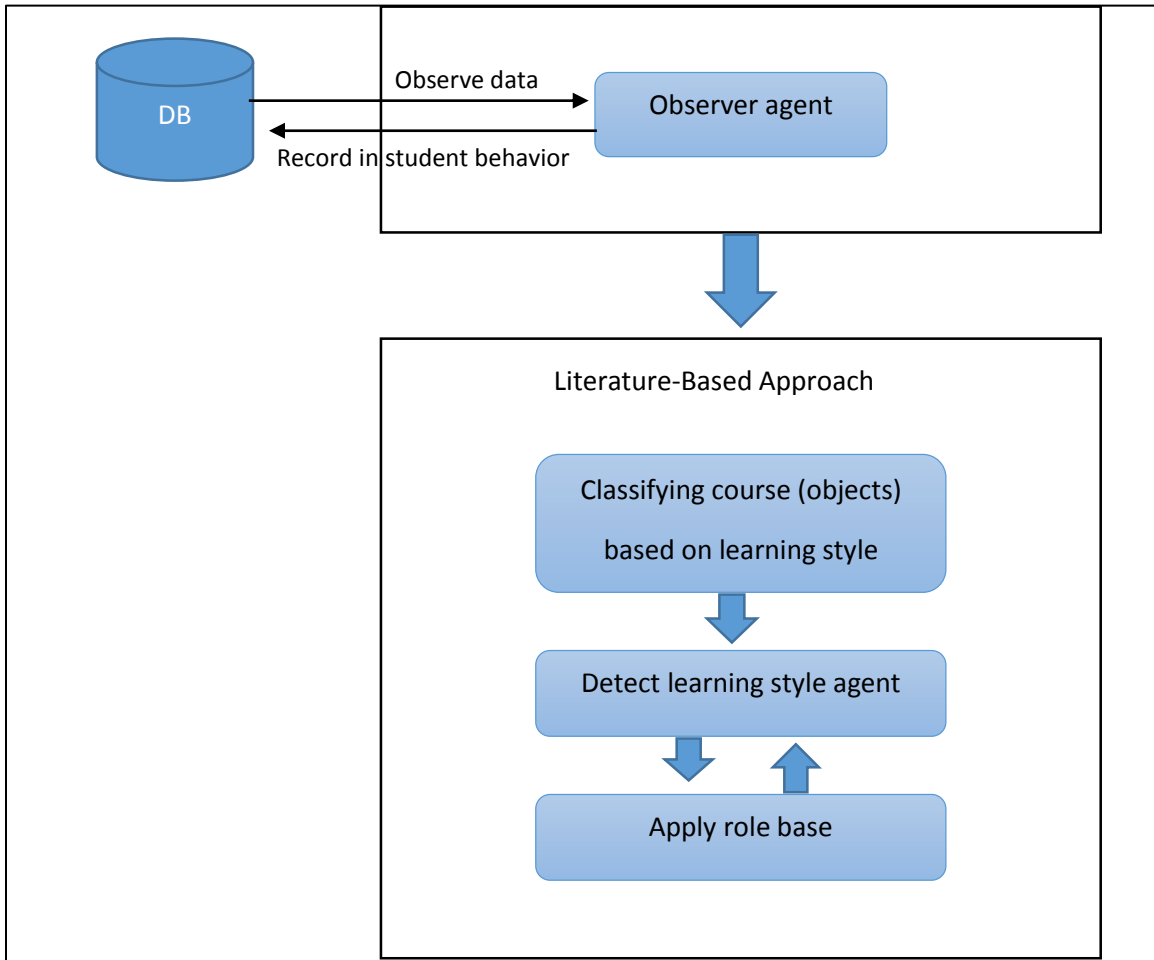 Observe data
Observer agent
DB
Record in student behavior
Literature-Based Approach
Classifying course (objects)
based on learning style
Detect learning style agent
Apply role base